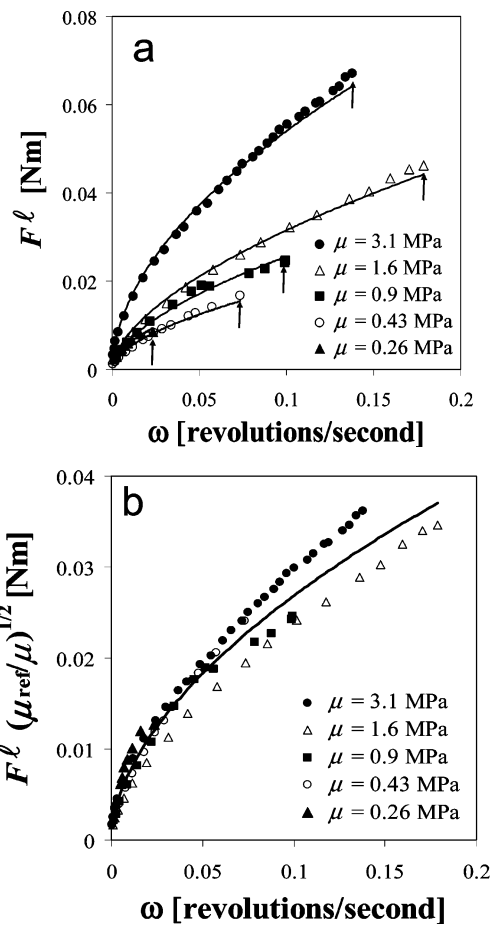 a
0.08
0.06
0.04
0.02
0
F^ℓ [Nm]
● μ = 3.1 MPa
△ μ = 1.6 MPa
■ μ = 0.9 MPa
○ μ = 0.43 MPa
▲ μ = 0.26 MPa
0 0.05 0.1 0.15 0.2
ω [revolutions/second]
b
0.04
0.03
0.02
0.01
0
F^ℓ (μref/μ)^1/2 [Nm]
● μ = 3.1 MPa
△ μ = 1.6 MPa
■ μ = 0.9 MPa
○ μ = 0.43 MPa
▲ μ = 0.26 MPa
0 0.05 0.1 0.15 0.2
ω [revolutions/second]